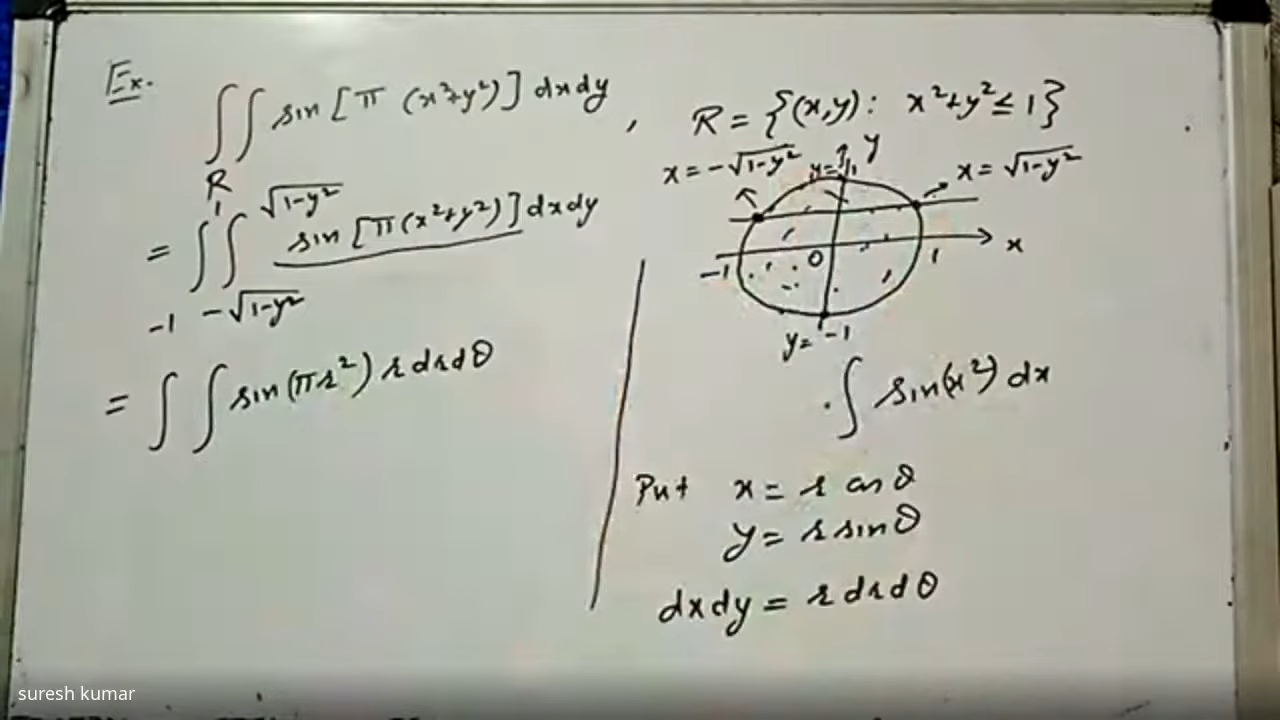 Ex.
∫∫ sin [π (x²+y²)] dxdy , R = {(x,y) : x²+y² ≤ 1}
R
= ∫∫ sin [π (x²+y²)] dxdy
1
√1-y²
-1
-√1-y²
= ∫ ∫ sin (πr²) r dr dθ
x = -√1-y²
y=1
y
x = √1-y²
-1
0
1
x
y= -1
∫ sin(x²) dx
Put x = r cos θ
y = r sin θ
dxdy = r dr dθ
suresh kumar